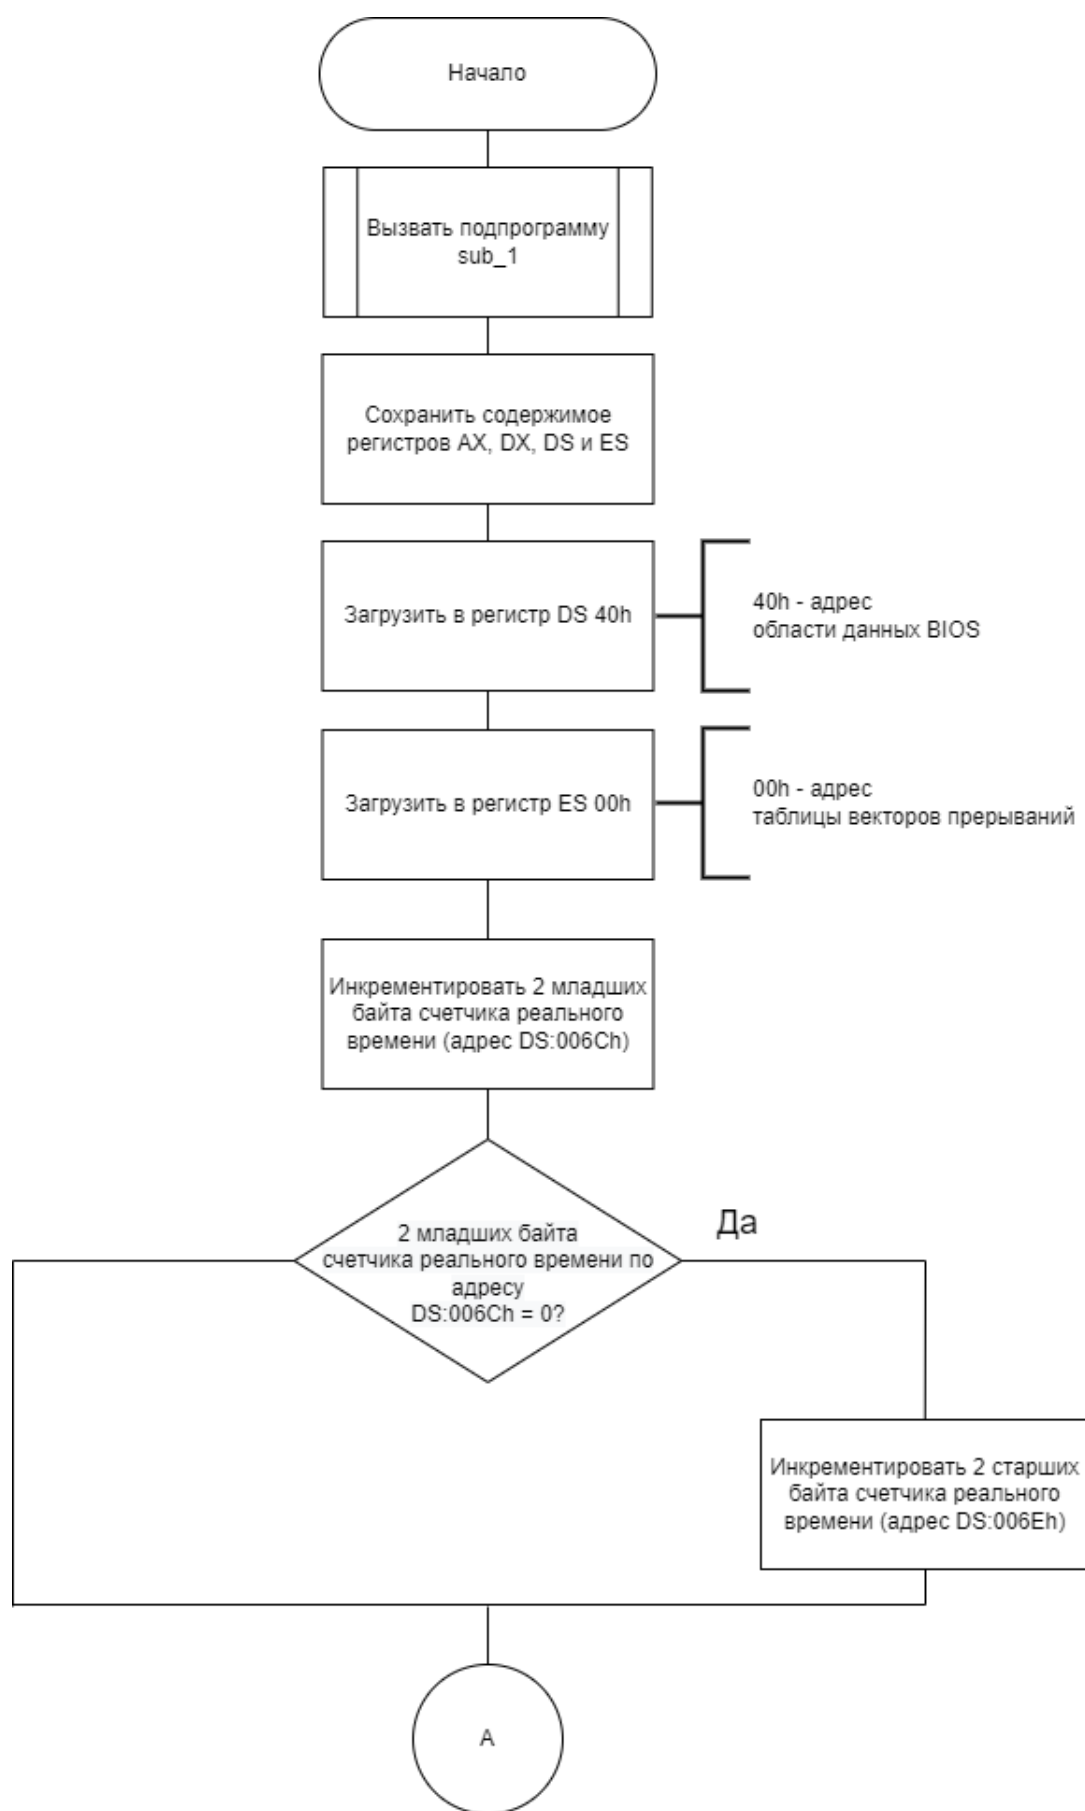 Начало
Вызвать подпрограмму
sub_1
Сохранить содержимое
регистров AX, DX, DS и ES
Загрузить в регистр DS 40h
40h - адрес
области данных BIOS
Загрузить в регистр ES 00h
00h - адрес
таблицы векторов прерываний
Инкрементировать 2 младших
байта счетчика реального
времени (адрес DS:006Ch)
2 младших байта
счетчика реального времени по
адресу
DS:006Ch = 0?
Да
Инкрементировать 2 старших
байта счетчика реального
времени (адрес DS:006Eh)
A